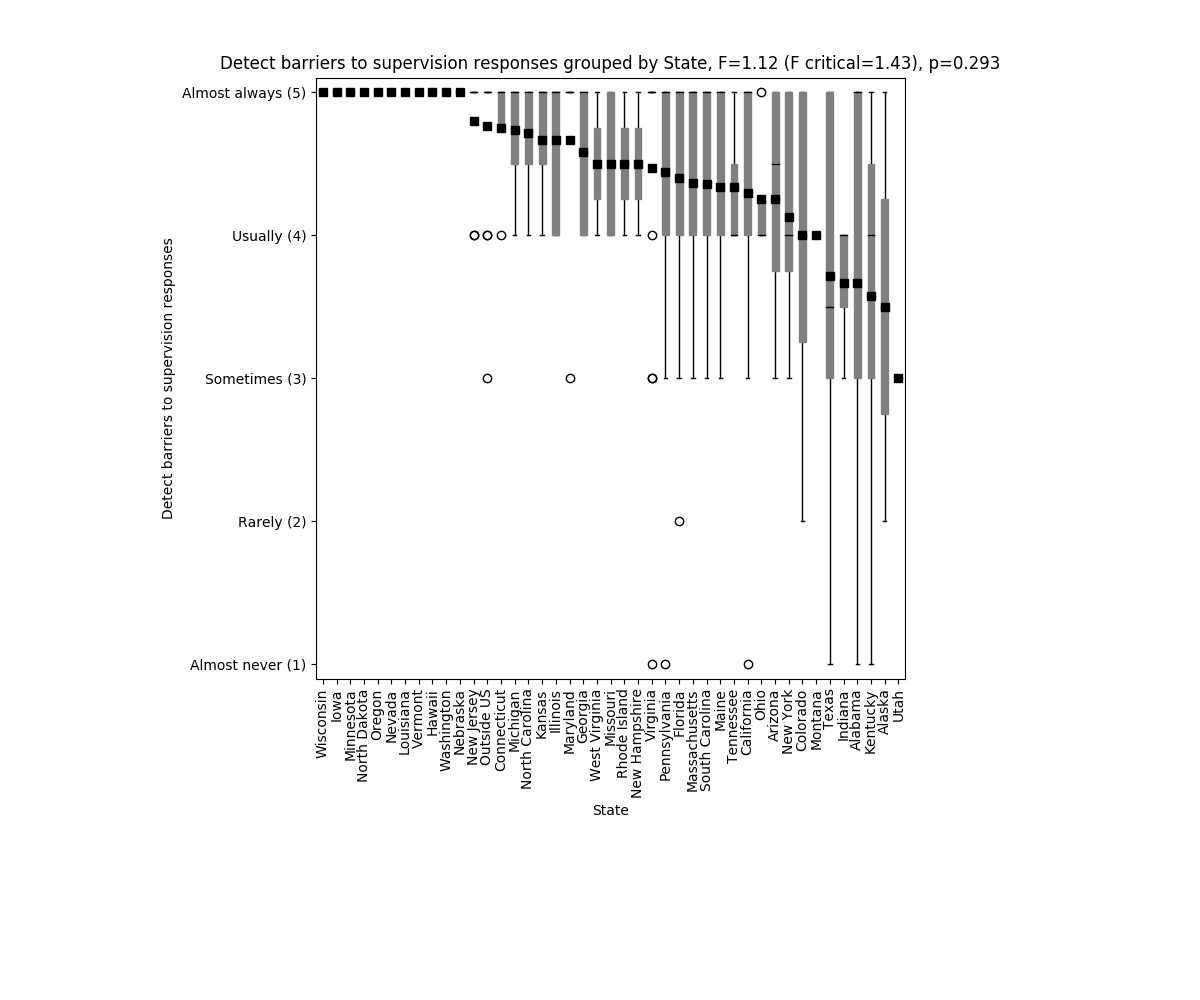 Detect barriers to supervision responses grouped by State, F=1.12 (F critical=1.43), p=0.293
Almost always (5)
Usually (4)
Sometimes (3)
Rarely (2)
Almost never (1)
Detect barriers to supervision responses
Wisconsin
Iowa
Minnesota
North Dakota
Oregon
Nevada
Louisiana
Vermont
Hawaii
Washington
Nebraska
New Jersey
Outside US
Connecticut
Michigan
North Carolina
Kansas
Illinois
Maryland
Georgia
West Virginia
Missouri
Rhode Island
New Hampshire
Virginia
Pennsylvania
Florida
Massachusetts
South Carolina
Maine
Tennessee
California
Ohio
Arizona
New York
Colorado
Montana
Texas
Indiana
Alabama
Kentucky
Alaska
Utah
State